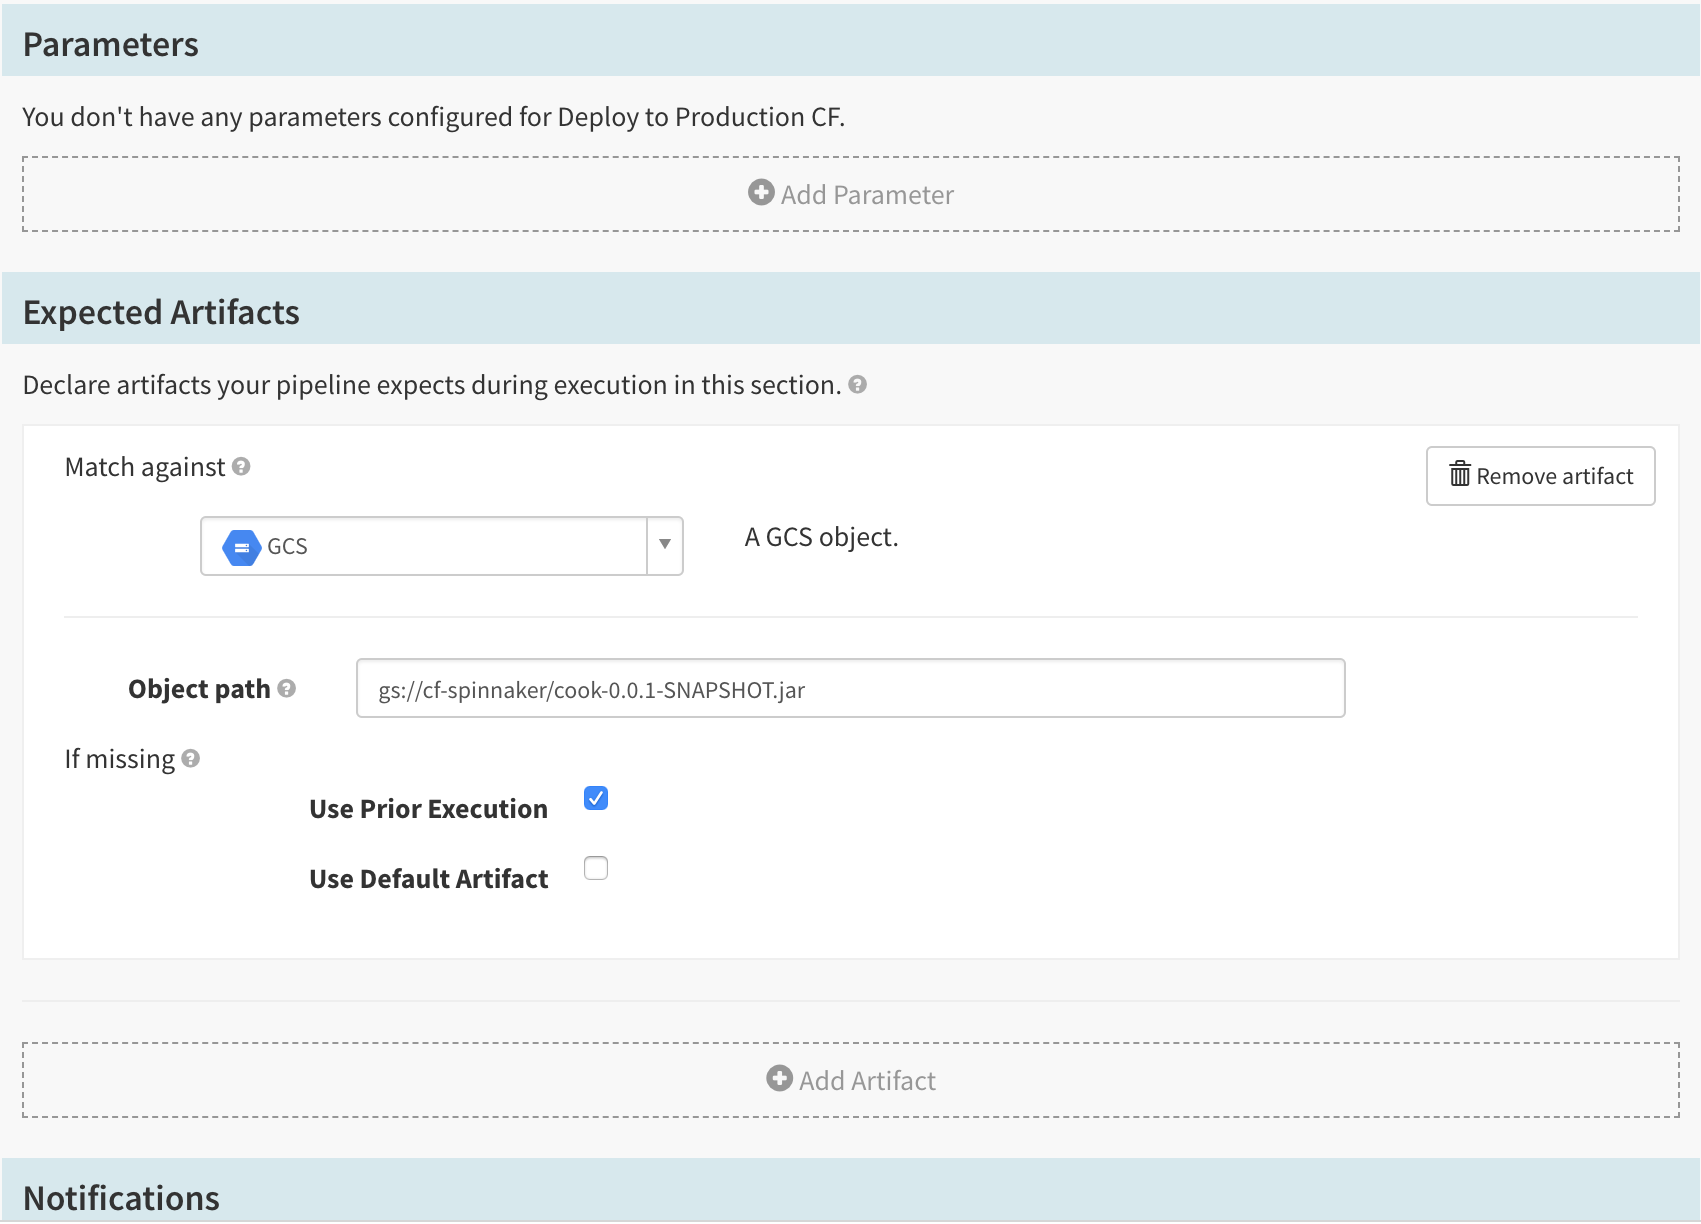 Parameters
You don't have any parameters configured for Deploy to Production CF.
Add Parameter
Expected Artifacts
Declare artifacts your pipeline expects during execution in this section.
Match against
Remove artifact
GCS
A GCS object.
Object path
gs://cf-spinnaker/cook-0.0.1-SNAPSHOT.jar
If missing
Use Prior Execution
Use Default Artifact
Add Artifact
Notifications